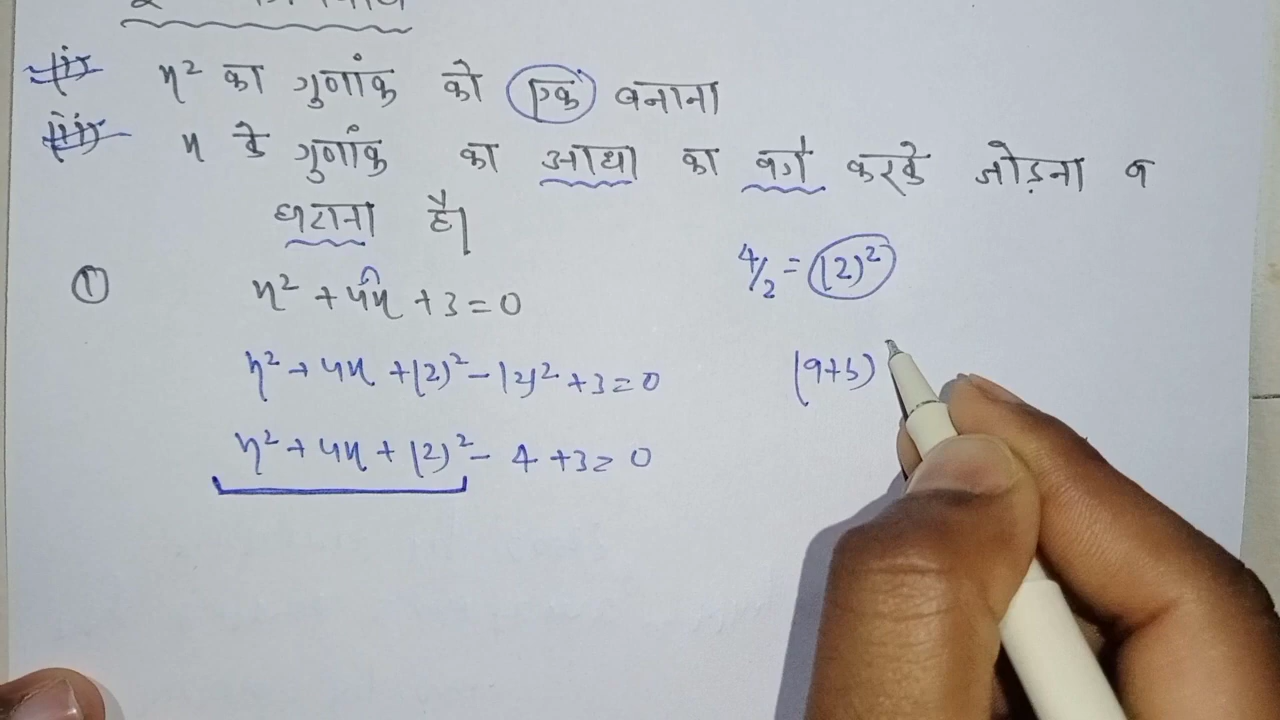 (i) x² का गुणांक को एक बनाना
(ii) x के गुणांक का आधा का वर्ग करके जोड़ना व
घटाना है।
① x² + 4x + 3 = 0
4/2 = (2)²
x² + 4x + (2)² - (2)² + 3 = 0
(a+b)
x² + 4x + (2)² - 4 + 3 = 0